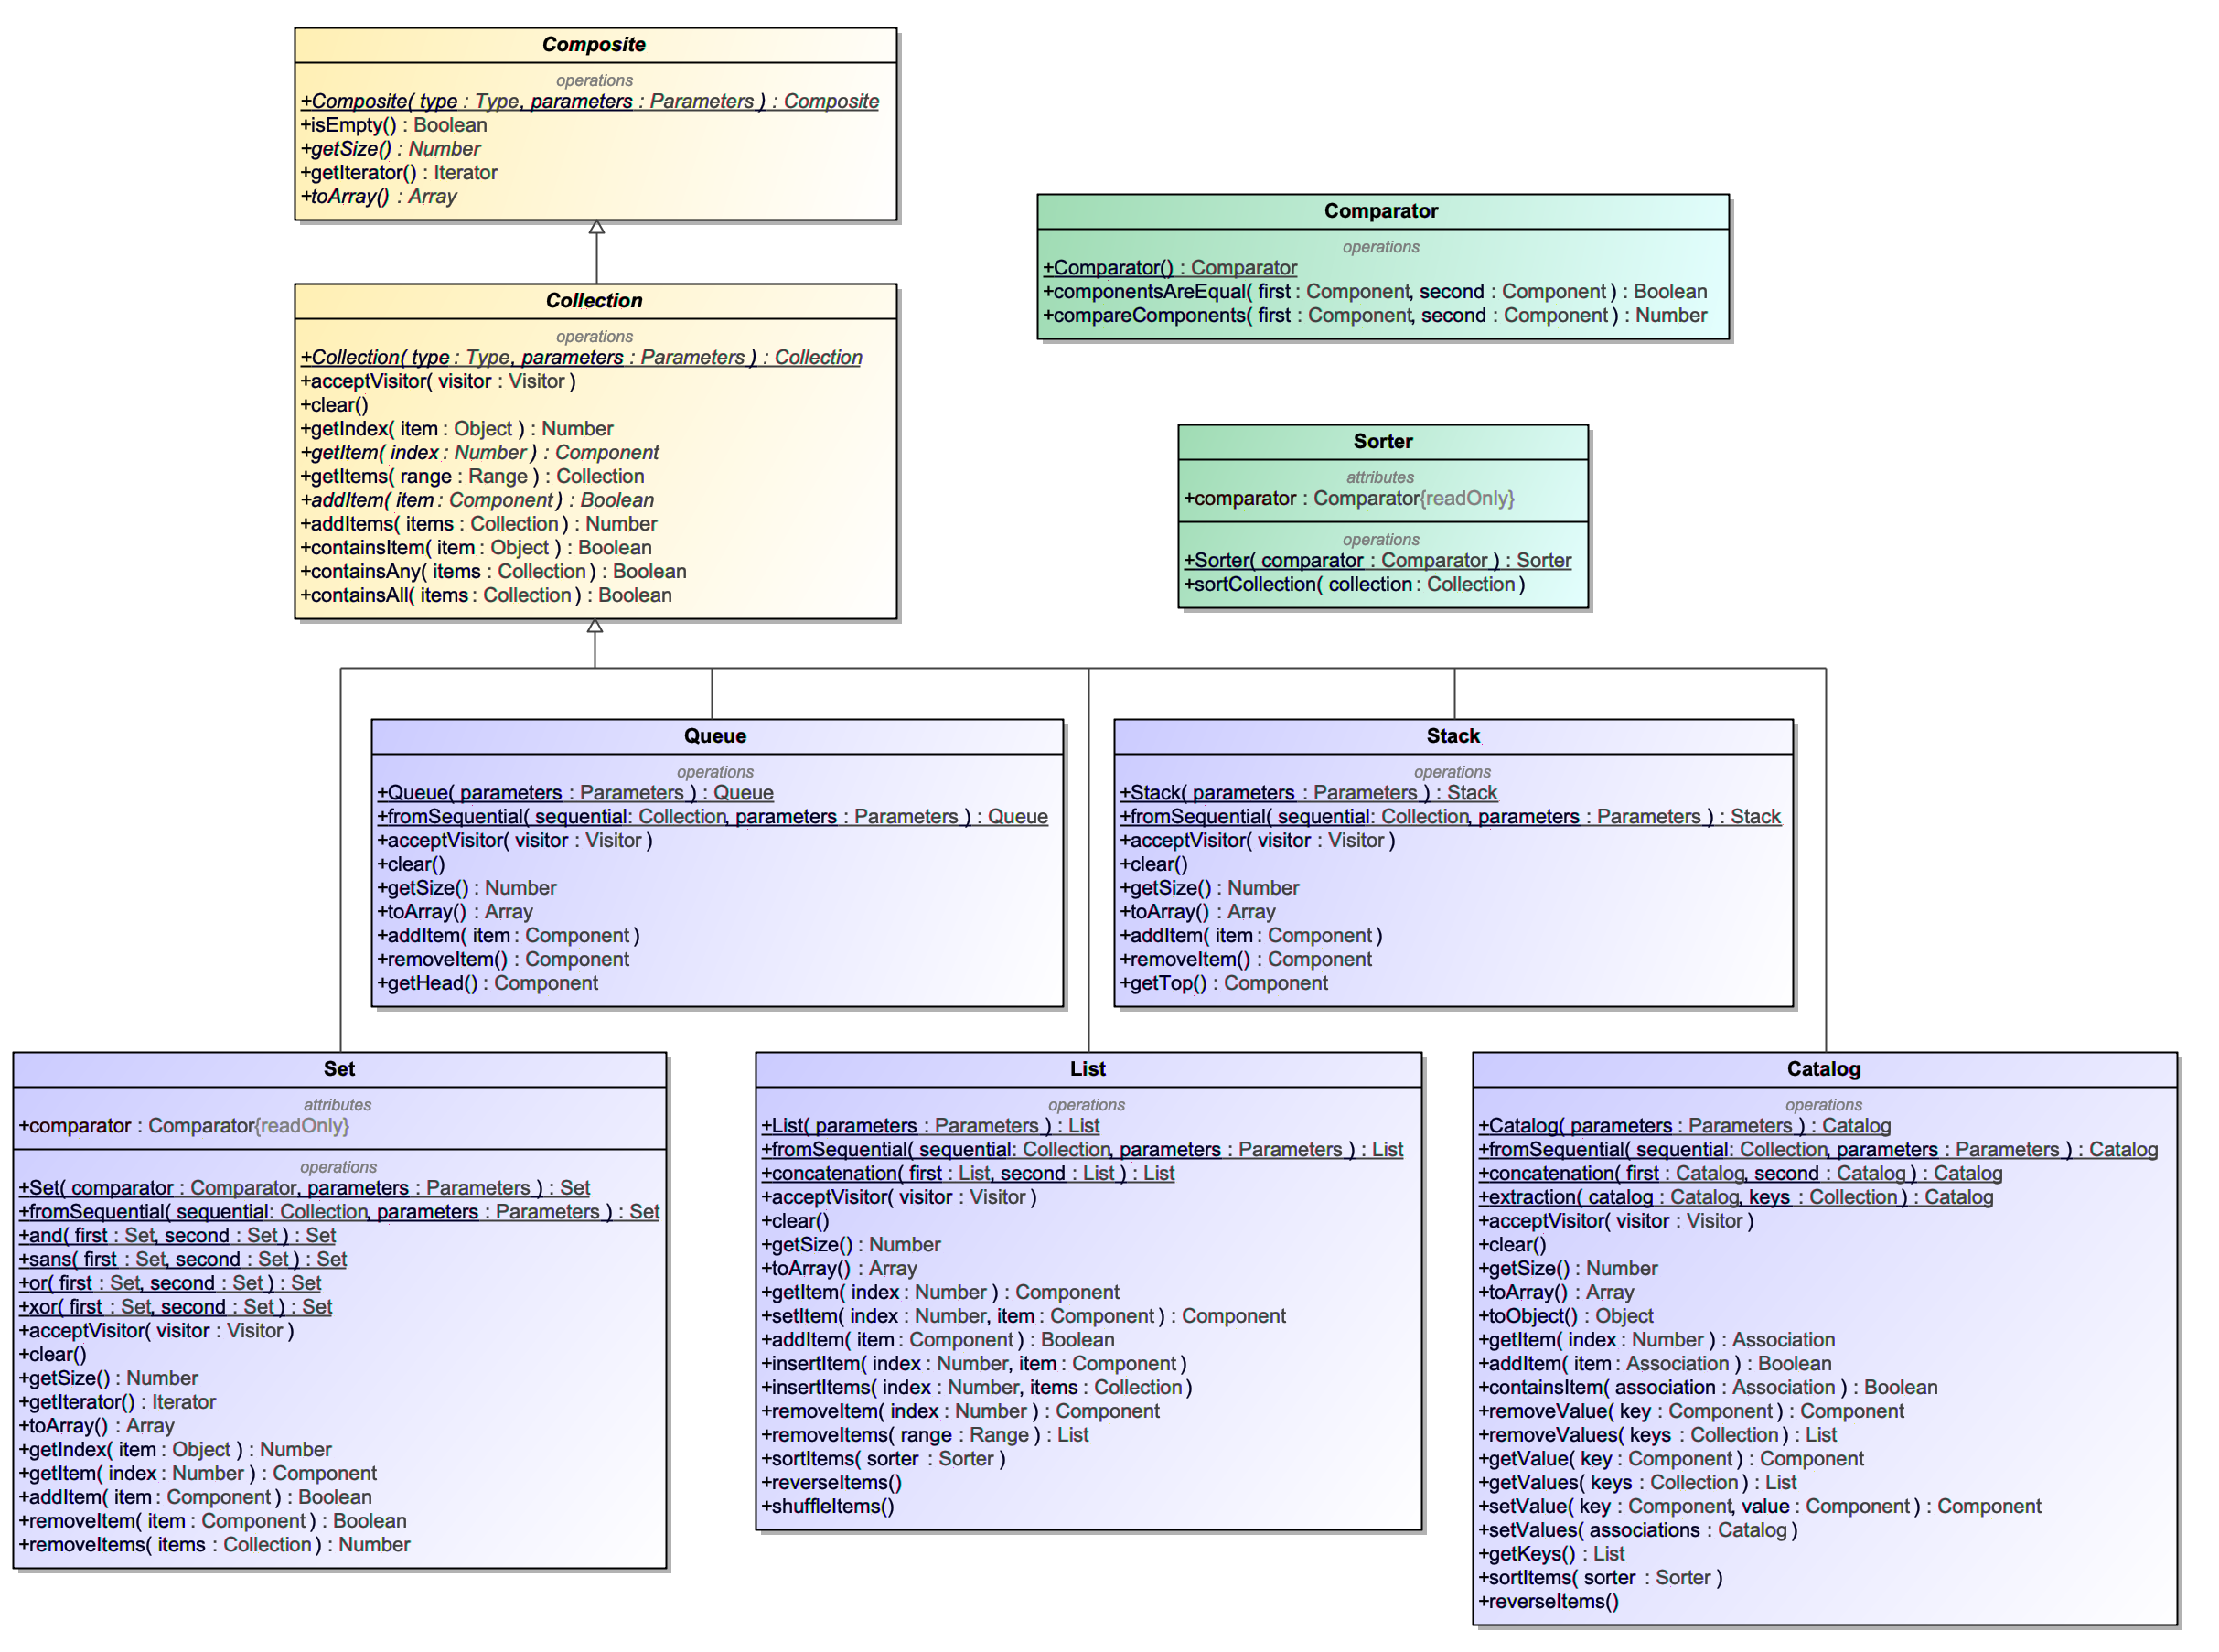 Composite
operations
+Composite( type : Type, parameters : Parameters ) : Composite
+isEmpty() : Boolean
+getSize() : Number
+getIterator() : Iterator
+toArray() : Array
Comparator
operations
+Comparator() : Comparator
+componentsAreEqual( first : Component, second : Component ) : Boolean
+compareComponents( first : Component, second : Component ) : Number
Collection
operations
+Collection( type : Type, parameters : Parameters ) : Collection
+acceptVisitor( visitor : Visitor )
+clear()
+getIndex( item : Object ) : Number
+getItem( index : Number ) : Component
+getItems( range : Range ) : Collection
+addItem( item : Component ) : Boolean
+addItems( items : Collection ) : Number
+containsItem( item : Object ) : Boolean
+containsAny( items : Collection ) : Boolean
+containsAll( items : Collection ) : Boolean
Sorter
attributes
+comparator : Comparator{readOnly}
operations
+Sorter( comparator : Comparator ) : Sorter
+sortCollection( collection : Collection )
Queue
operations
+Queue( parameters : Parameters ) : Queue
+fromSequential( sequential: Collection, parameters : Parameters ) : Queue
+acceptVisitor( visitor : Visitor )
+clear()
+getSize() : Number
+toArray() : Array
+addItem( item : Component )
+removeItem() : Component
+getHead() : Component
Stack
operations
+Stack( parameters : Parameters ) : Stack
+fromSequential( sequential: Collection, parameters : Parameters ) : Stack
+acceptVisitor( visitor : Visitor )
+clear()
+getSize() : Number
+toArray() : Array
+addItem( item : Component )
+removeItem() : Component
+getTop() : Component
Set
attributes
+comparator : Comparator{readOnly}
operations
+Set( comparator : Comparator, parameters : Parameters ) : Set
+fromSequential( sequential: Collection, parameters : Parameters ) : Set
+and( first : Set, second : Set ) : Set
+sans( first : Set, second : Set ) : Set
+or( first : Set, second : Set ) : Set
+xor( first : Set, second : Set ) : Set
+acceptVisitor( visitor : Visitor )
+clear()
+getSize() : Number
+getIterator() : Iterator
+toArray() : Array
+getIndex( item : Object ) : Number
+getItem( index : Number ) : Component
+addItem( item : Component ) : Boolean
+removeItem( item : Component ) : Boolean
+removeItems( items : Collection ) : Number
List
operations
+List( parameters : Parameters ) : List
+fromSequential( sequential: Collection, parameters : Parameters ) : List
+concatenation( first : List, second : List ) : List
+acceptVisitor( visitor : Visitor )
+clear()
+getSize() : Number
+toArray() : Array
+getItem( index : Number ) : Component
+setItem( index : Number, item : Component ) : Component
+addItem( item : Component ) : Boolean
+insertItem( index : Number, item : Component )
+insertItems( index : Number, items : Collection )
+removeItem( index : Number ) : Component
+removeItems( range : Range ) : List
+sortItems( sorter : Sorter )
+reverseItems()
+shuffleItems()
Catalog
operations
+Catalog( parameters : Parameters ) : Catalog
+fromSequential( sequential: Collection, parameters : Parameters ) : Catalog
+concatenation( first : Catalog, second : Catalog ) : Catalog
+extraction( catalog : Catalog, keys : Collection ) : Catalog
+acceptVisitor( visitor : Visitor )
+clear()
+getSize() : Number
+toArray() : Array
+toObject() : Object
+getItem( index : Number ) : Association
+addItem( item : Association ) : Boolean
+containsItem( association : Association ) : Boolean
+removeValue( key : Component ) : Component
+removeValues( keys : Collection ) : List
+getValue( key : Component ) : Component
+getValues( keys : Collection ) : List
+setValue( key : Component, value : Component ) : Component
+setValues( associations : Catalog )
+getKeys() : List
+sortItems( sorter : Sorter )
+reverseItems()